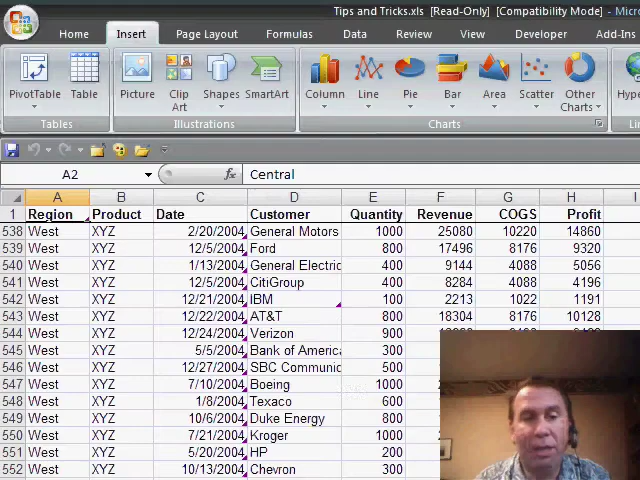 Tips and Tricks.xls [Read-Only] [Compatibility Mode] - Micro
Home Insert Page Layout Formulas Data Review View Developer Add-Ins
PivotTable Table Picture Clip Art Shapes SmartArt Column Line Pie Bar Area Scatter Other Charts Hype
Tables Illustrations Charts Li
A2 fx Central
A B C D E F G H I
1 Region Product Date Customer Quantity Revenue COGS Profit
538 West XYZ 2/20/2004 General Motors 1000 25080 10220 14860
539 West XYZ 12/5/2004 Ford 800 17496 8176 9320
540 West XYZ 1/13/2004 General Electric 400 9144 4088 5056
541 West XYZ 12/5/2004 CitiGroup 400 8284 4088 4196
542 West XYZ 12/21/2004 IBM 100 2213 1022 1191
543 West XYZ 12/22/2004 AT&T 800 18304 8176 10128
544 West XYZ 12/24/2004 Verizon 900
545 West XYZ 5/5/2004 Bank of America 300
546 West XYZ 12/27/2004 SBC Communic 500
547 West XYZ 7/10/2004 Boeing 1000
548 West XYZ 1/8/2004 Texaco 600
549 West XYZ 10/6/2004 Duke Energy 800
550 West XYZ 7/21/2004 Kroger 1000
551 West XYZ 5/20/2004 HP 200
552 West XYZ 10/13/2004 Chevron 300